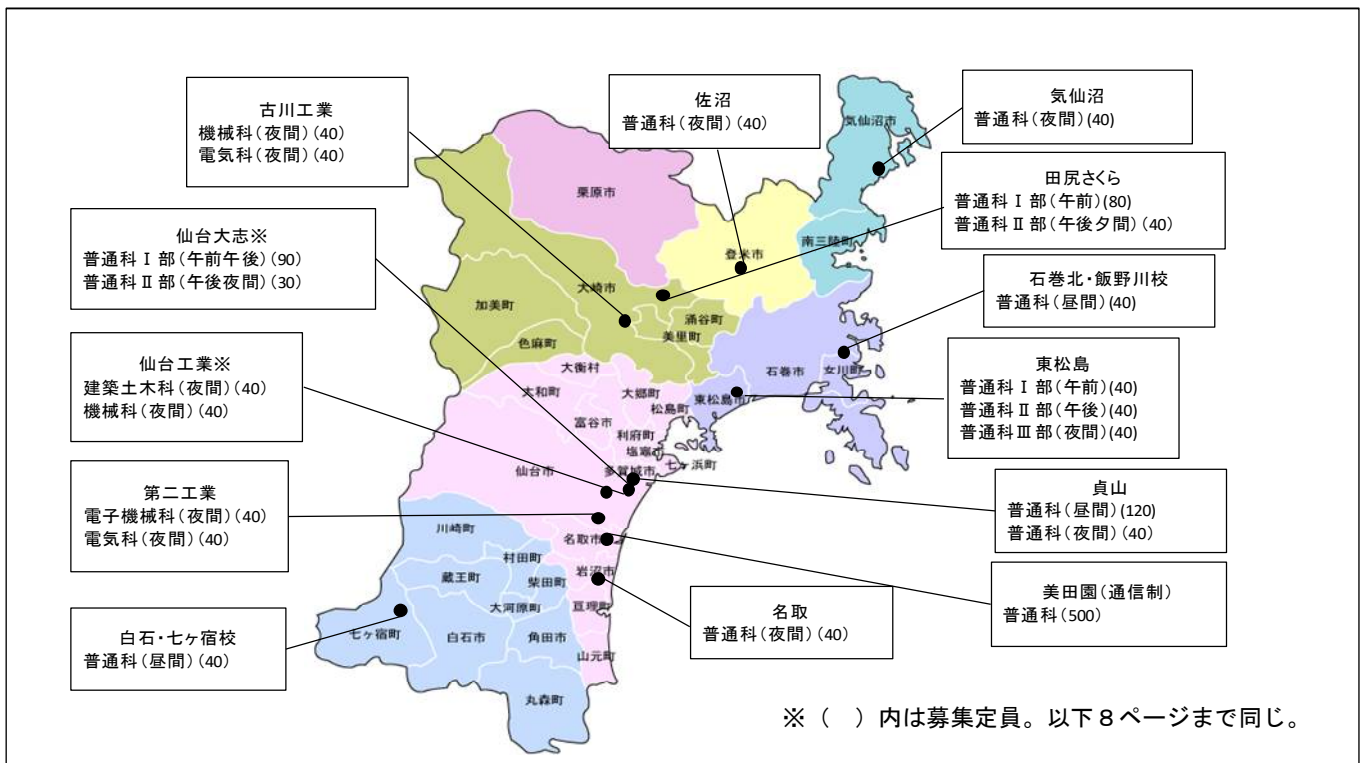 古川工業
機械科(夜間)(40)
電気科(夜間)(40)
佐沼
普通科(夜間)(40)
気仙沼
普通科(夜間)(40)
田尻さくら
普通科Ⅰ部(午前)(80)
普通科Ⅱ部(午後夕間)(40)
仙台大志※
普通科Ⅰ部(午前午後)(90)
普通科Ⅱ部(午後夜間)(30)
石巻北・飯野川校
普通科(昼間)(40)
仙台工業※
建築土木科(夜間)(40)
機械科(夜間)(40)
東松島
普通科Ⅰ部(午前)(40)
普通科Ⅱ部(午後)(40)
普通科Ⅲ部(夜間)(40)
第二工業
電子機械科(夜間)(40)
電気科(夜間)(40)
貞山
普通科(昼間)(120)
普通科(夜間)(40)
美田園(通信制)
普通科(500)
名取
普通科(夜間)(40)
白石・七ヶ宿校
普通科(昼間)(40)
気仙沼市
栗原市
登米市
南三陸町
大崎市
加美町
涌谷町
美里町
色麻町
大衡村
石巻市
女川町
大和町
大郷町
東松島市
松島町
富谷市
利府町
塩竈市
七ヶ浜町
多賀城市
仙台市
川崎町
名取市
村田町
岩沼市
蔵王町
柴田町
大河原町
亘理町
七ヶ宿町
白石市
角田市
山元町
丸森町
※（　）内は募集定員。以下８ページまで同じ。